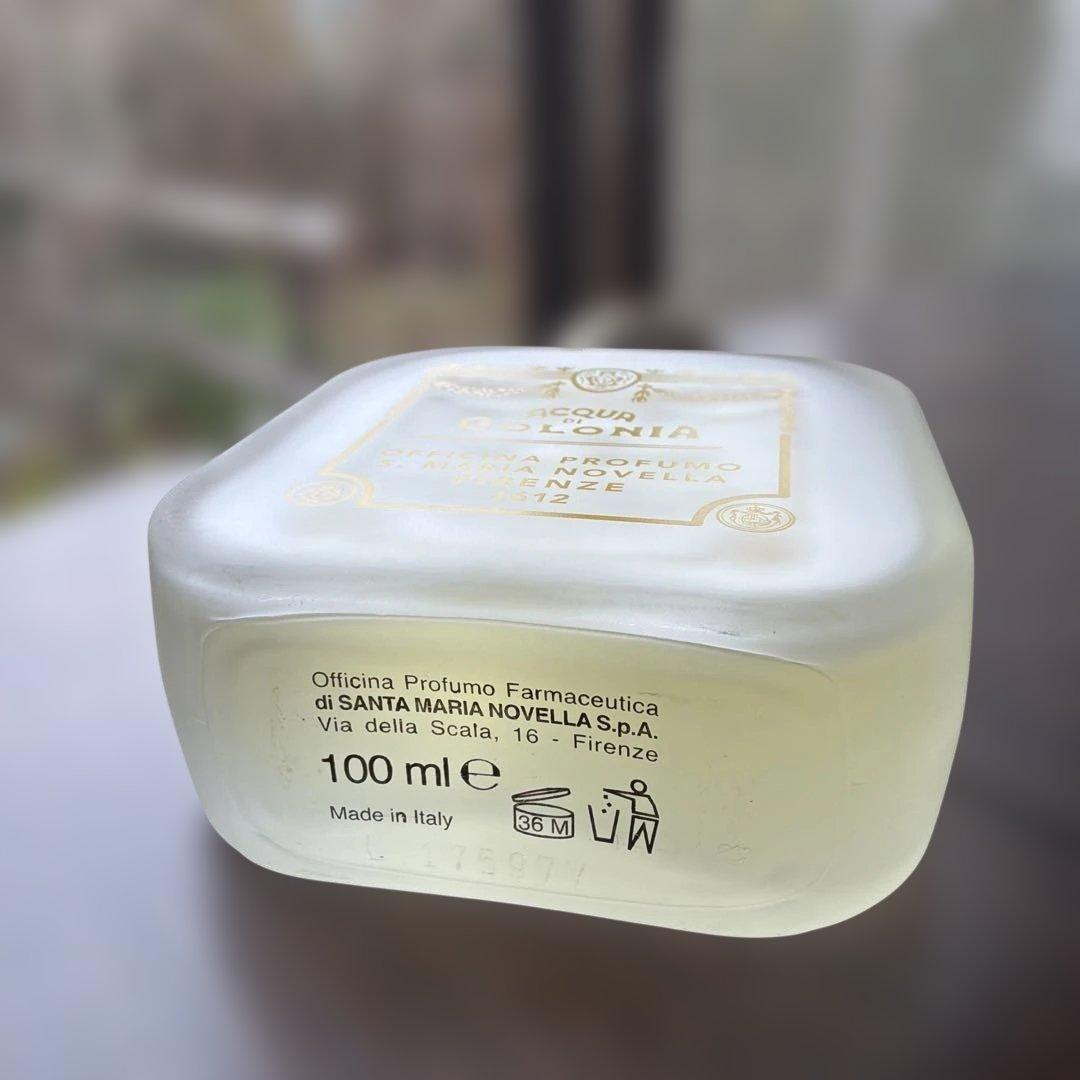 ACQUA
DI
COLONIA
OFFICINA PROFUMO
S. MARIA NOVELLA
FIRENZE
1612
Officina Profumo Farmaceutica
di SANTA MARIA NOVELLA S.p.A.
Via della Scala, 16 - Firenze
100 ml ℮
Made in Italy
36 M